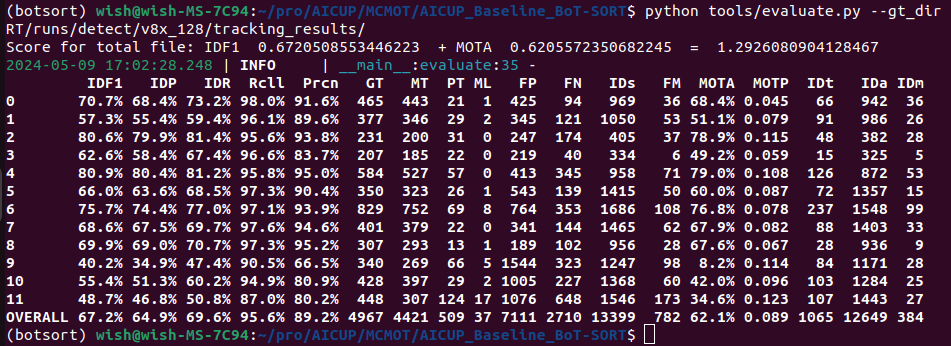 (botsort) wish@wish-MS-7C94:~/pro/AICUP/MCMOT/AICUP_Baseline_BoT-SORT$ python tools/evaluate.py --gt_dir
RT/runs/detect/v8x_128/tracking_results/
Score for total file: IDF1  0.6720508553446223  + MOTA  0.6205572350682245  =  1.2926080904128467
2024-05-09 17:02:28.248 | INFO     | __main__:evaluate:35 -
IDF1 IDP IDR Rcll Prcn GT MT PT ML FP FN IDs FM MOTA MOTP IDt IDa IDm
0 70.7% 68.4% 73.2% 98.0% 91.6% 465 443 21 1 425 94 969 36 68.4% 0.045 66 942 36
1 57.3% 55.4% 59.4% 96.1% 89.6% 377 346 29 2 345 121 1050 53 51.1% 0.079 91 986 26
2 80.6% 79.9% 81.4% 95.6% 93.8% 231 200 31 0 247 174 405 37 78.9% 0.115 48 382 28
3 62.6% 58.4% 67.4% 96.6% 83.7% 207 185 22 0 219 40 334 6 49.2% 0.059 15 325 5
4 80.9% 80.4% 81.2% 95.8% 95.0% 584 527 57 0 413 345 958 71 79.0% 0.108 126 872 53
5 66.0% 63.6% 68.5% 97.3% 90.4% 350 323 26 1 543 139 1415 50 60.0% 0.087 72 1357 15
6 75.7% 74.4% 77.0% 97.1% 93.9% 829 752 69 8 764 353 1686 108 76.8% 0.078 237 1548 99
7 68.6% 67.5% 69.7% 97.6% 94.6% 401 379 22 0 341 144 1465 62 67.9% 0.082 88 1403 33
8 69.9% 69.0% 70.7% 97.3% 95.2% 307 293 13 1 189 102 956 28 67.6% 0.067 28 936 9
9 40.2% 34.9% 47.4% 90.5% 66.5% 340 269 66 5 1544 323 1247 98 8.2% 0.114 84 1171 28
10 55.4% 51.3% 60.2% 94.9% 80.9% 428 397 29 2 1005 227 1368 60 42.0% 0.096 103 1284 25
11 48.7% 46.8% 50.8% 87.0% 80.2% 448 307 124 17 1076 648 1546 173 34.6% 0.123 107 1443 27
OVERALL 67.2% 64.9% 69.6% 95.6% 89.2% 4967 4421 509 37 7111 2710 13399 782 62.1% 0.089 1065 12649 384
(botsort) wish@wish-MS-7C94:~/pro/AICUP/MCMOT/AICUP_Baseline_BoT-SORT$